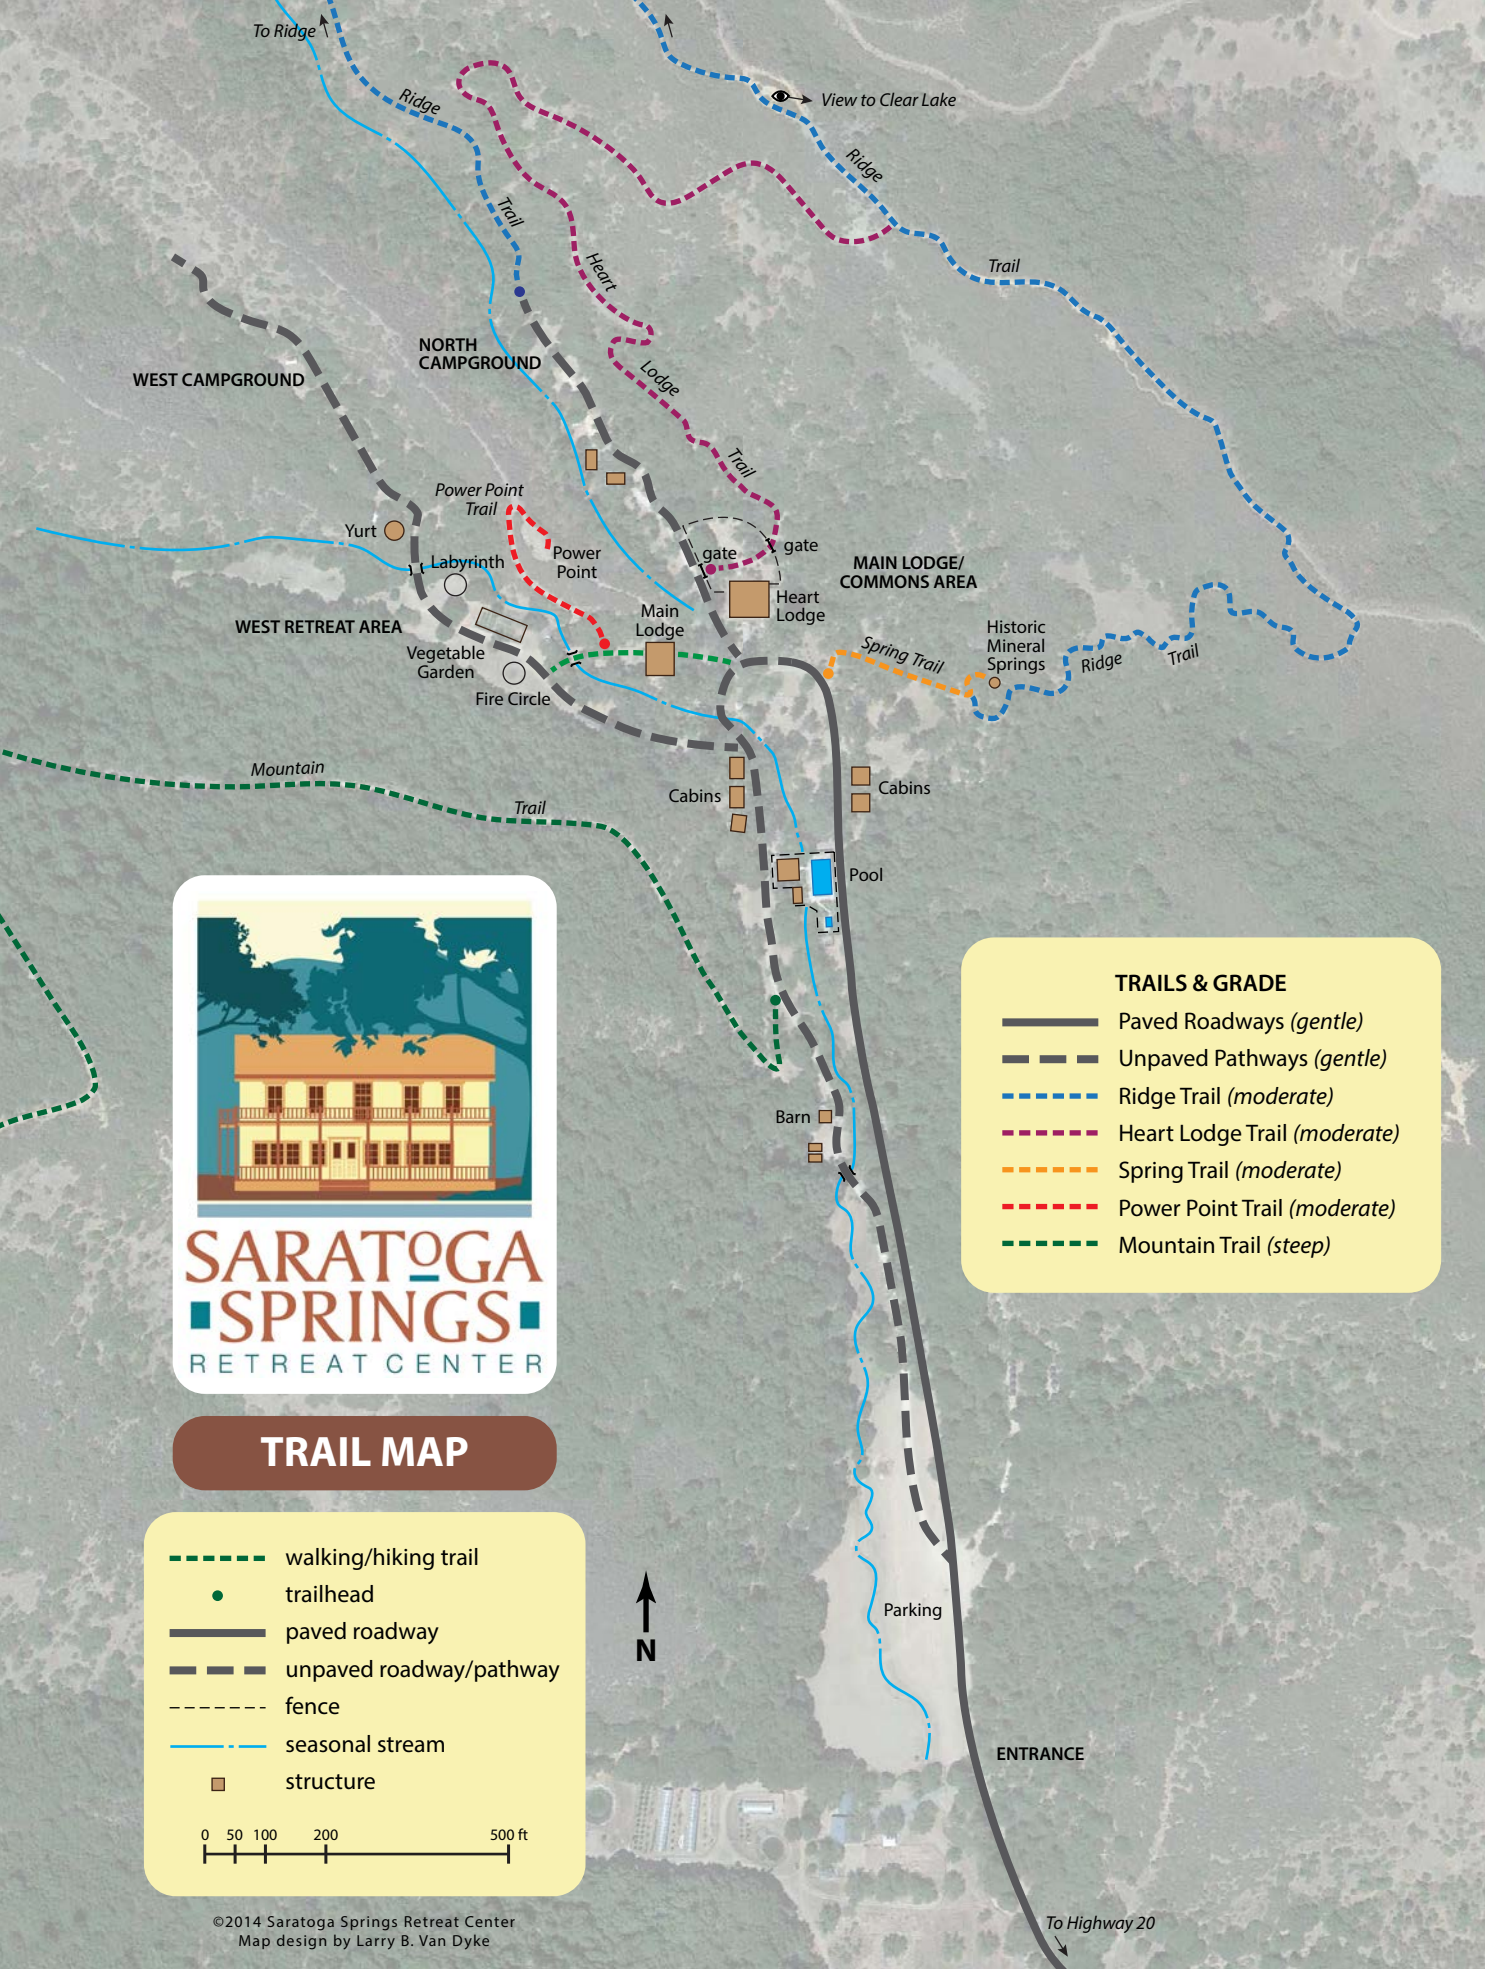 To Ridge
Ridge
View to Clear Lake
Ridge
Trail
Heart
Trail
NORTH
CAMPGROUND
WEST CAMPGROUND
Lodge
Trail
Power Point
Trail
Yurt
Labyrinth
Power
Point
gate
gate
MAIN LODGE/
COMMONS AREA
Heart
Lodge
Main
Lodge
WEST RETREAT AREA
Vegetable
Garden
Fire Circle
Spring Trail
Historic
Mineral
Springs
Ridge
Trail
Mountain
Trail
Cabins
Cabins
Pool
Barn
TRAILS & GRADE
Paved Roadways (gentle)
Unpaved Pathways (gentle)
Ridge Trail (moderate)
Heart Lodge Trail (moderate)
Spring Trail (moderate)
Power Point Trail (moderate)
Mountain Trail (steep)
SARATOGA
SPRINGS
RETREAT CENTER
TRAIL MAP
walking/hiking trail
trailhead
paved roadway
unpaved roadway/pathway
fence
seasonal stream
structure
0 50 100 200 500 ft
N
Parking
ENTRANCE
To Highway 20
©2014 Saratoga Springs Retreat Center
Map design by Larry B. Van Dyke